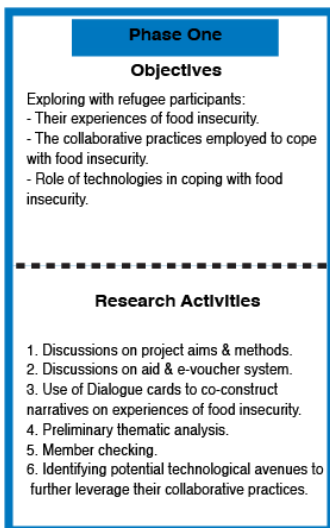 Phase One
Objectives
Exploring with refugee participants:
- Their experiences of food insecurity.
- The collaborative practices employed to cope
with food insecurity.
- Role of technologies in coping with food
insecurity.
Research Activities
1. Discussions on project aims & methods.
2. Discussions on aid & e-voucher system.
3. Use of Dialogue cards to co-construct
narratives on experiences of food insecurity.
4. Preliminary thematic analysis.
5. Member checking.
6. Identifying potential technological avenues to
further leverage their collaborative practices.